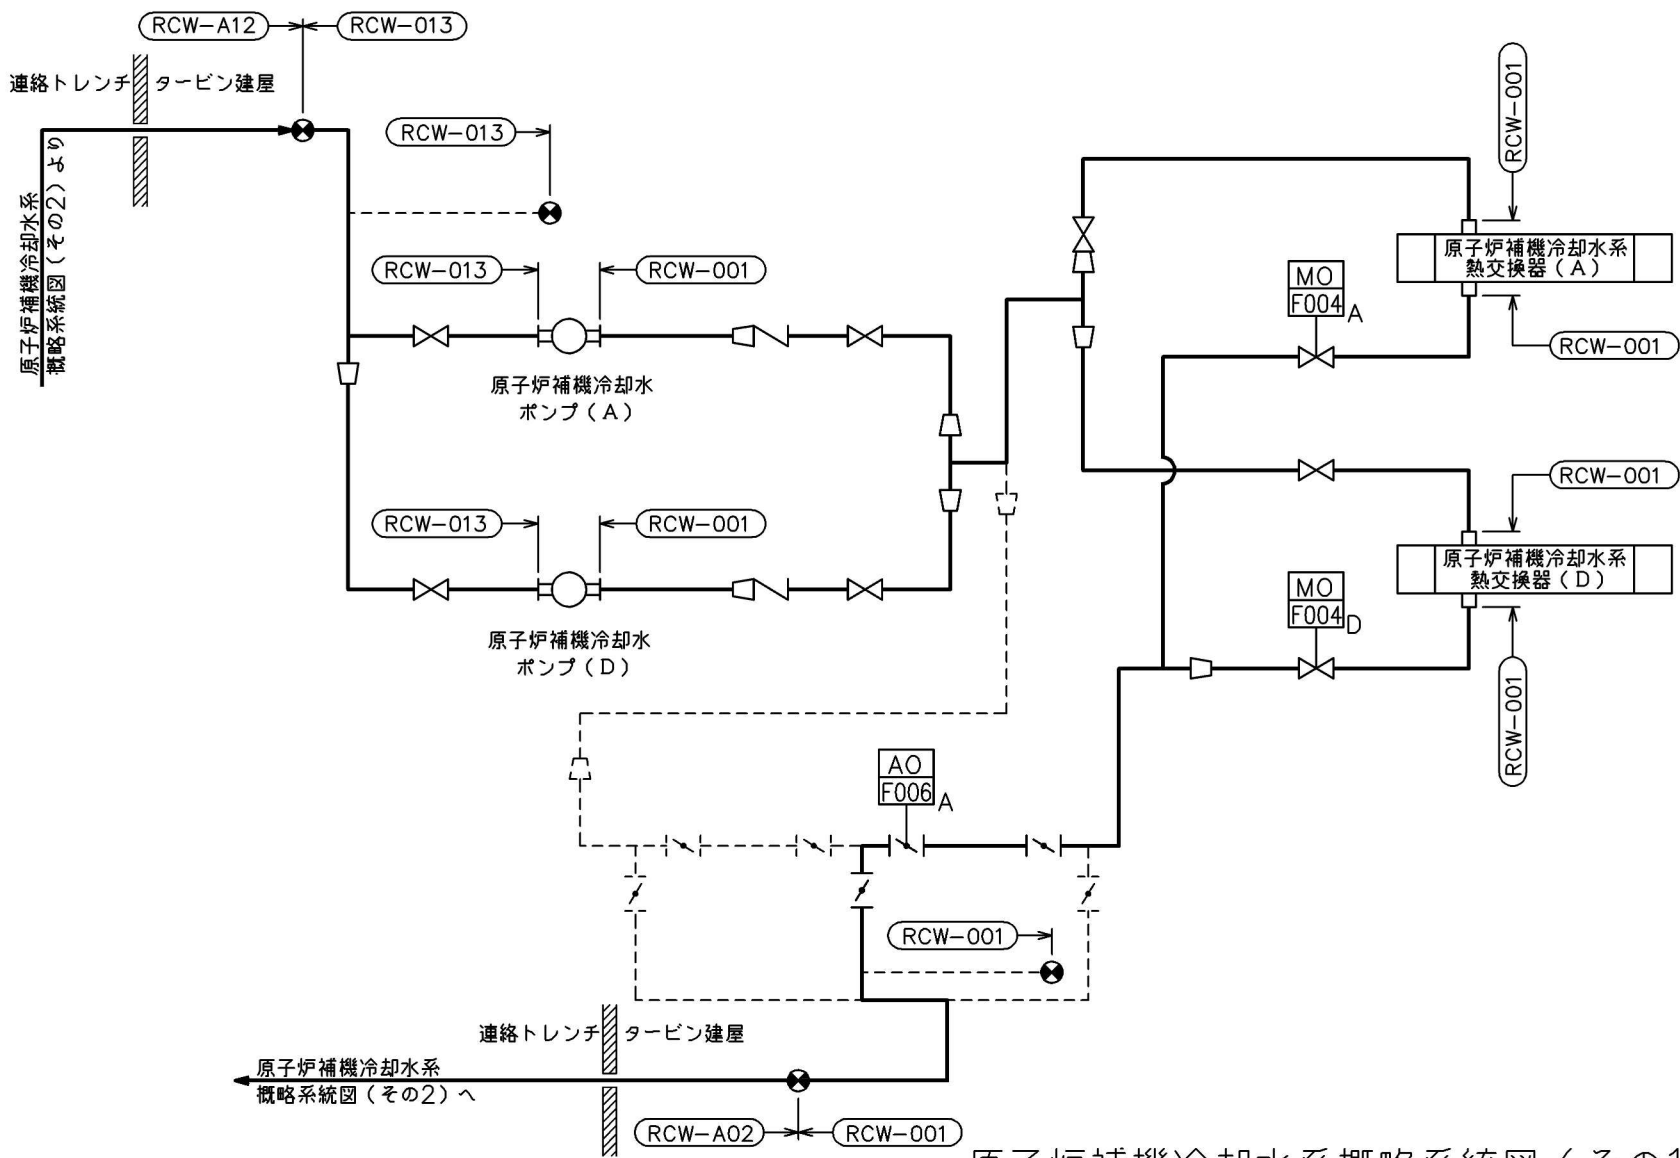 RCW-A12
RCW-013
連絡トレンチ
タービン建屋
RCW-013
原子炉補機冷却水系
概略系統図(その2)より
RCW-013
RCW-001
原子炉補機冷却水
ポンプ(A)
RCW-013
RCW-001
原子炉補機冷却水
ポンプ(D)
RCW-001
原子炉補機冷却水系
熱交換器(A)
MO
F004
A
RCW-001
RCW-001
原子炉補機冷却水系
熱交換器(D)
MO
F004
D
RCW-001
AO
F006
A
RCW-001
連絡トレンチ
タービン建屋
原子炉補機冷却水系
概略系統図(その2)へ
RCW-A02
RCW-001